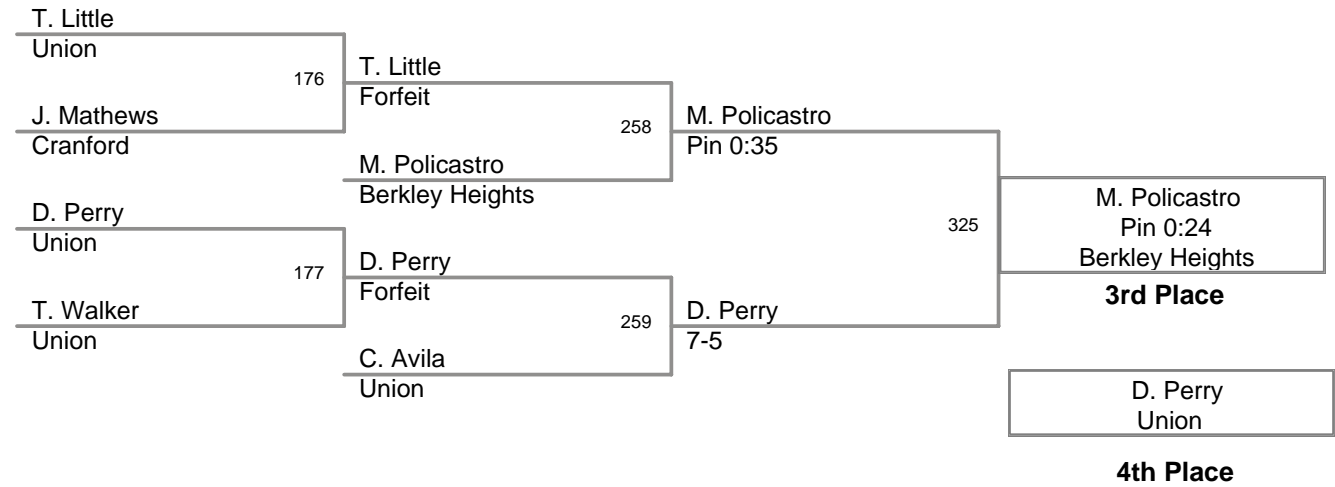 T. Little
Union
176
J. Mathews
Cranford
D. Perry
Union
177
T. Walker
Union
T. Little
Forfeit
258
M. Policastro
Berkley Heights
D. Perry
Forfeit
259
C. Avila
Union
M. Policastro
Pin 0:35
325
D. Perry
7-5
M. Policastro
Pin 0:24
Berkley Heights
3rd Place
D. Perry
Union
4th Place